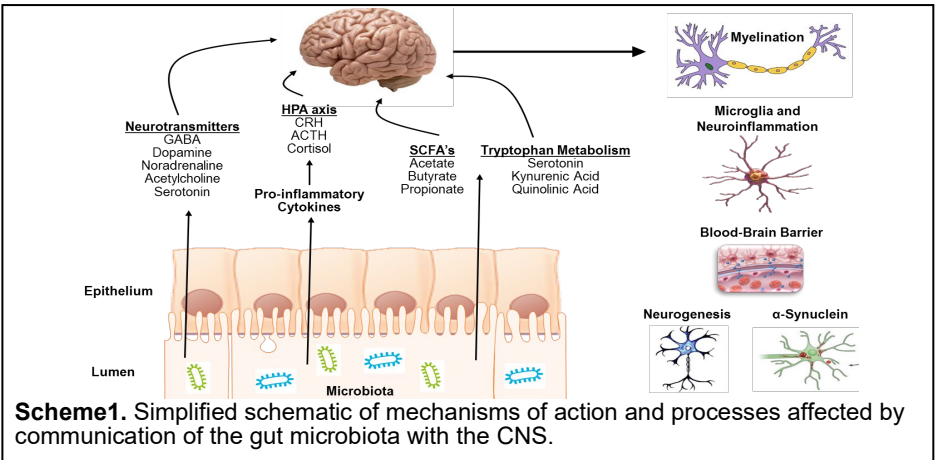 Neurotransmitters
GABA
Dopamine
Noradrenaline
Acetylcholine
Serotonin
HPA axis
CRH
ACTH
Cortisol
Pro-inflammatory
Cytokines
SCFA's
Acetate
Butyrate
Propionate
Tryptophan Metabolism
Serotonin
Kynurenic Acid
Quinolinic Acid
Epithelium
Lumen
Microbiota
Myelination
Microglia and
Neuroinflammation
Blood-Brain Barrier
Neurogenesis
α-Synuclein
Scheme1. Simplified schematic of mechanisms of action and processes affected by
communication of the gut microbiota with the CNS.